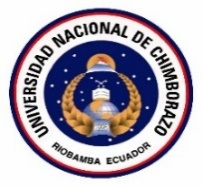 UNIVERSIDAD NACIONAL DE CHIMBORAZO
RIOBAMBA ECUADOR